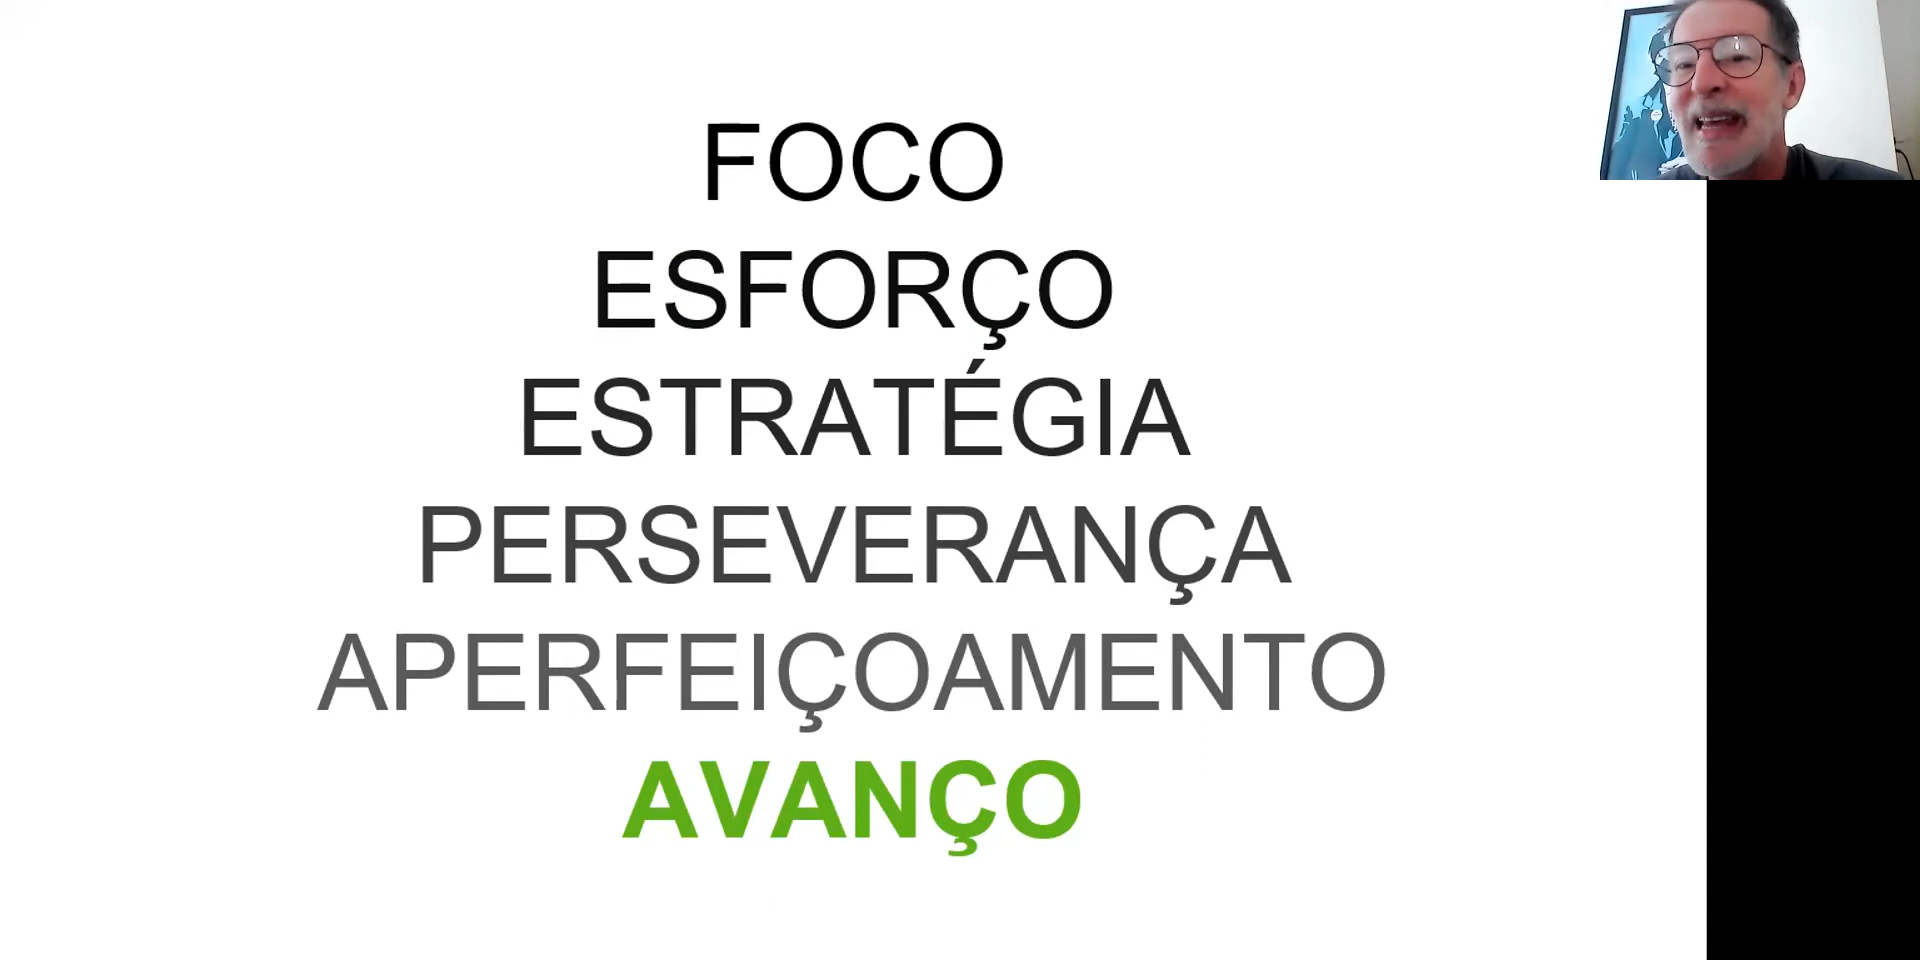 FOCO
ESFORÇO
ESTRATÉGIA
PERSEVERANÇA
APERFEIÇOAMENTO
AVANÇO